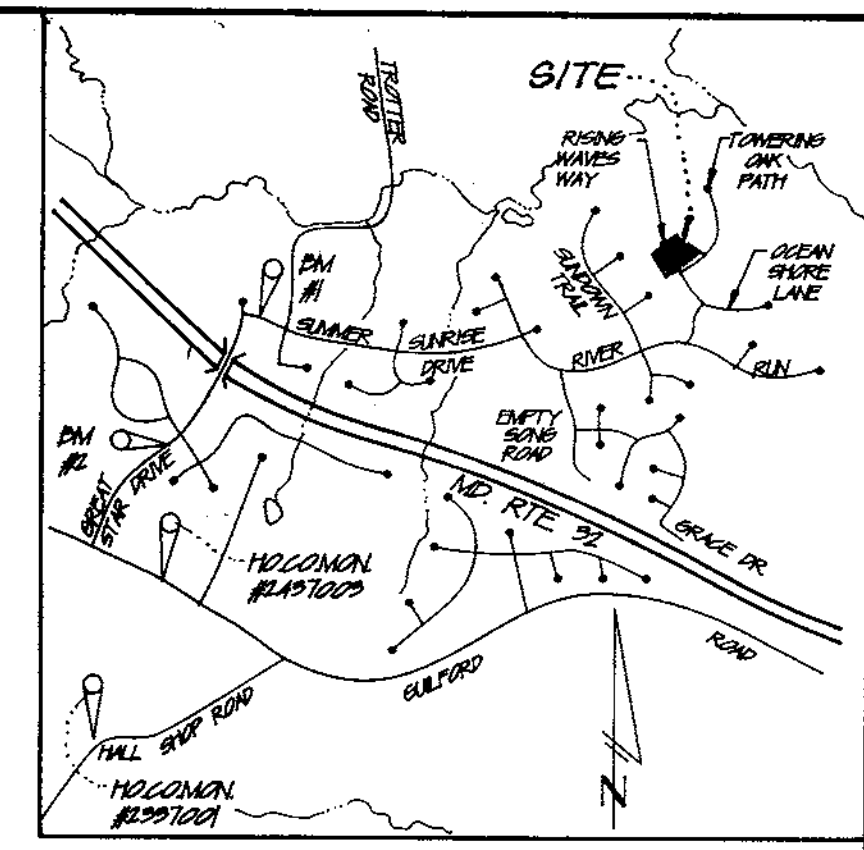 TROTTER
ROAD
SITE
RISING
WAVES
WAY
TOWERING
OAK
PATH
OCEAN
SHORE
LANE
SUNDOWN
TRAIL
BM
#1
SUMMER SUNRISE
DRIVE
RIVER RUN
EMPTY
SONG
ROAD
BM
#2
GREAT
STAR DRIVE
MD. RTE 32
GRACE DR
HO.CO.MON.
#2437003
GUILFORD ROAD
HALL SHOP ROAD
HO.CO.MON.
#2337001
N